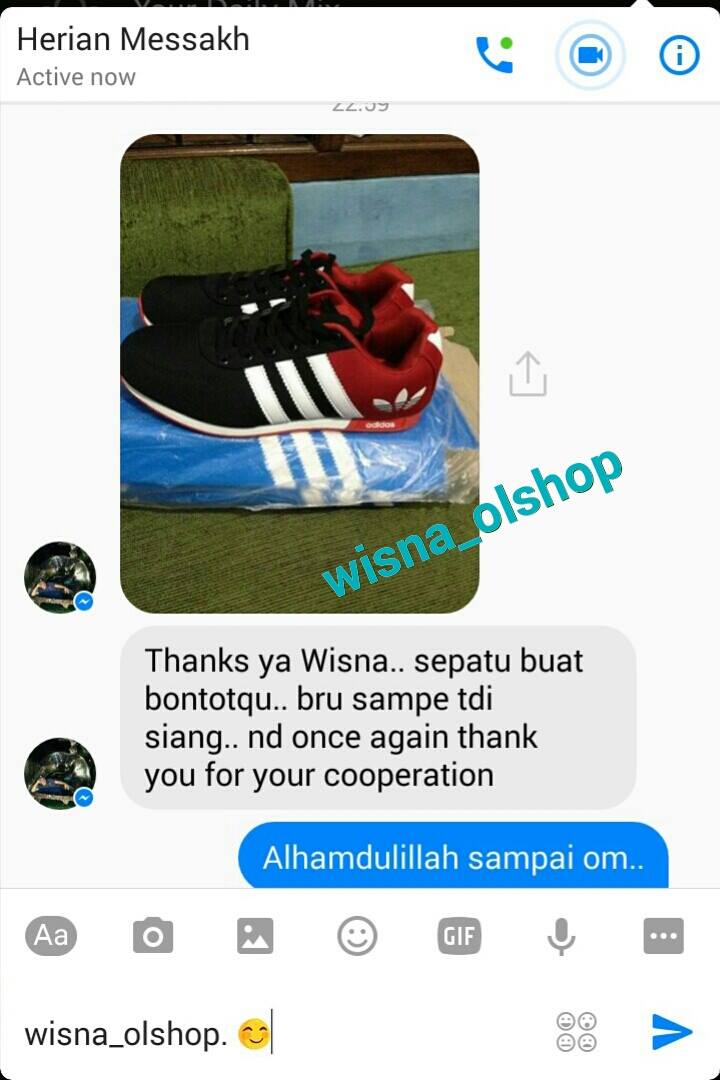 Herian Messakh
Active now
22:59
adidas
wisna_olshop
Thanks ya Wisna.. sepatu buat
bontotqu.. bru sampe tdi
siang.. nd once again thank
you for your cooperation
Alhamdulillah sampai om..
Aa
GIF
wisna_olshop. 😊